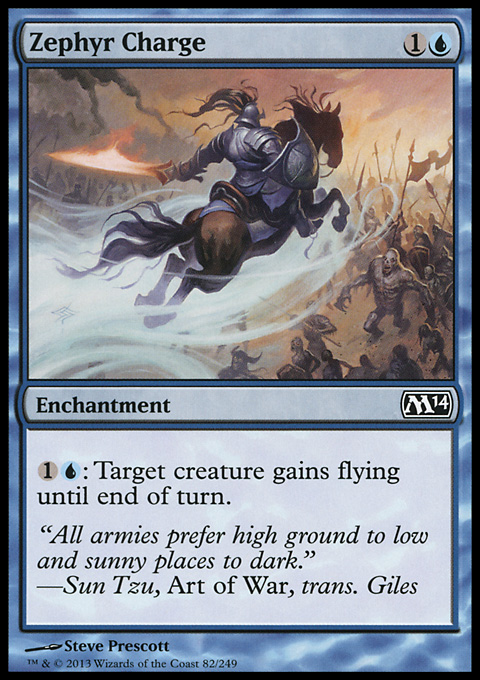 Zephyr Charge 1
Enchantment M14
1 : Target creature gains flying
until end of turn.
“All armies prefer high ground to low
and sunny places to dark.”
—Sun Tzu, Art of War, trans. Giles
Steve Prescott
™ & © 2013 Wizards of the Coast 82/249